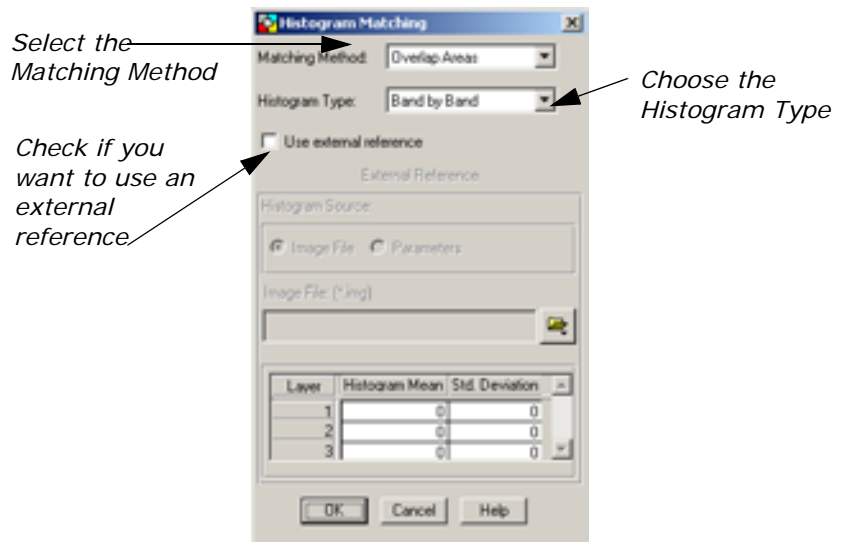 Histogram Matching
Select the
Matching Method
Matching Method: Overlap Areas
Choose the
Histogram Type
Histogram Type: Band by Band
Use external reference
Check if you
want to use an
external
reference
External Reference
Histogram Source:
Image File Parameters
Image File: (*.img)
Layer Histogram Mean Std. Deviation
1 0 0
2 0 0
3 0 0
OK Cancel Help